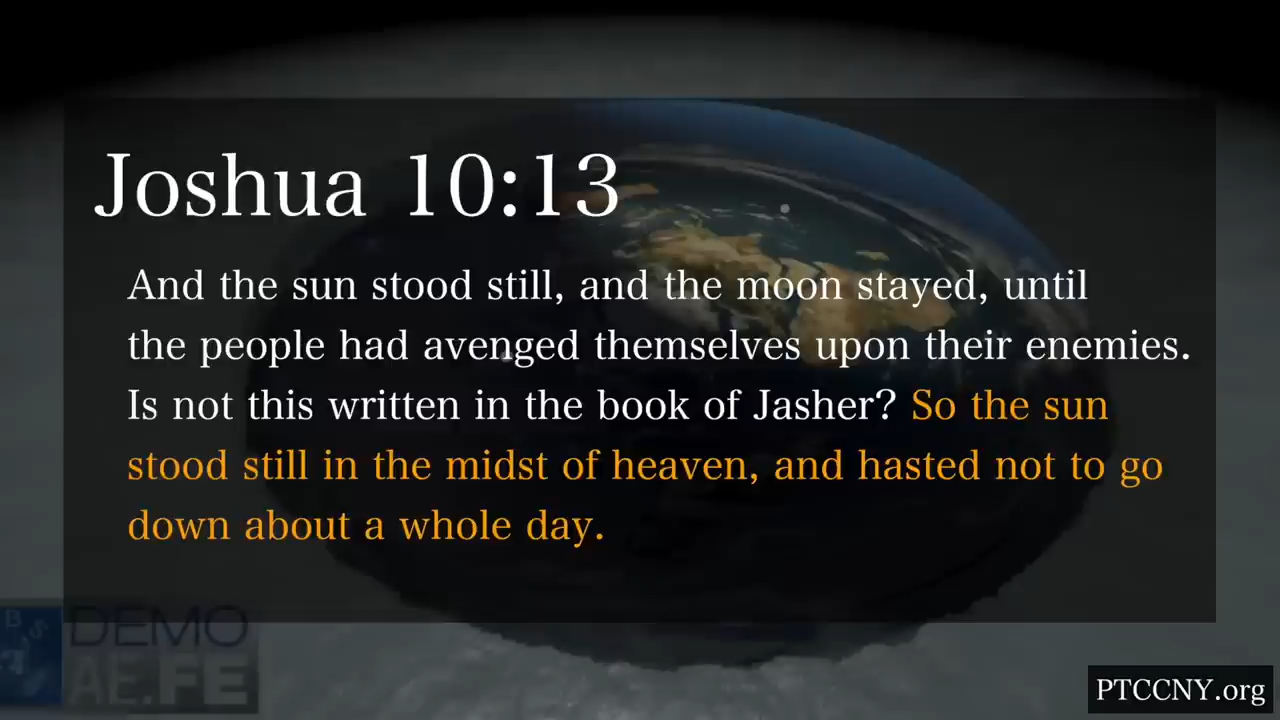 Joshua 10:13
And the sun stood still, and the moon stayed, until
the people had avenged themselves upon their enemies.
Is not this written in the book of Jasher? So the sun
stood still in the midst of heaven, and hasted not to go
down about a whole day.
DEMO
AE.FE
PTCCNY.org